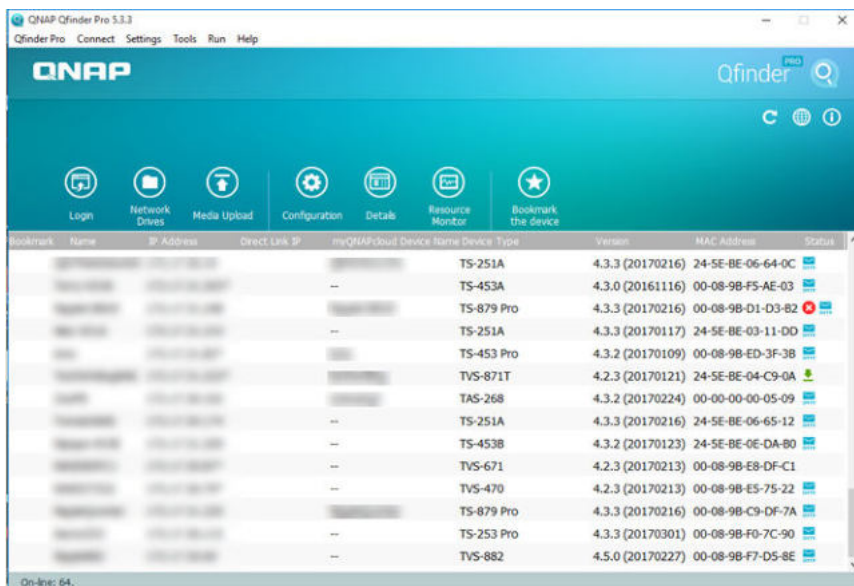 QNAP Qfinder Pro 5.3.3
Qfinder Pro Connect Settings Tools Run Help
QNAP
Qfinder PRO
Login
Network Drives
Media Upload
Configuration
Details
Resource Monitor
Bookmark the device
Bookmark Name IP Address Direct Link IP myQNAPcloud Device Name Device Type Version MAC Address Status
TS-251A 4.3.3 (20170216) 24-5E-BE-06-64-0C
-- TS-453A 4.3.0 (20161116) 00-08-9B-F5-AE-03
TS-879 Pro 4.3.3 (20170216) 00-08-9B-D1-D3-B2
-- TS-251A 4.3.3 (20170117) 24-5E-BE-03-11-DD
TS-453 Pro 4.3.2 (20170109) 00-08-9B-ED-3F-3B
TVS-871T 4.2.3 (20170121) 24-5E-BE-04-C9-0A
TAS-268 4.3.2 (20170224) 00-00-00-00-05-09
-- TS-251A 4.3.3 (20170216) 24-5E-BE-06-65-12
-- TS-453B 4.3.2 (20170123) 24-5E-BE-0E-DA-B0
-- TVS-671 4.2.3 (20170213) 00-08-9B-E8-DF-C1
-- TVS-470 4.2.3 (20170213) 00-08-9B-E5-75-22
TS-879 Pro 4.3.3 (20170216) 00-08-9B-C9-DF-7A
-- TS-253 Pro 4.3.3 (20170301) 00-08-9B-F0-7C-90
-- TVS-882 4.5.0 (20170227) 00-08-9B-F7-D5-8E
On-line: 64.